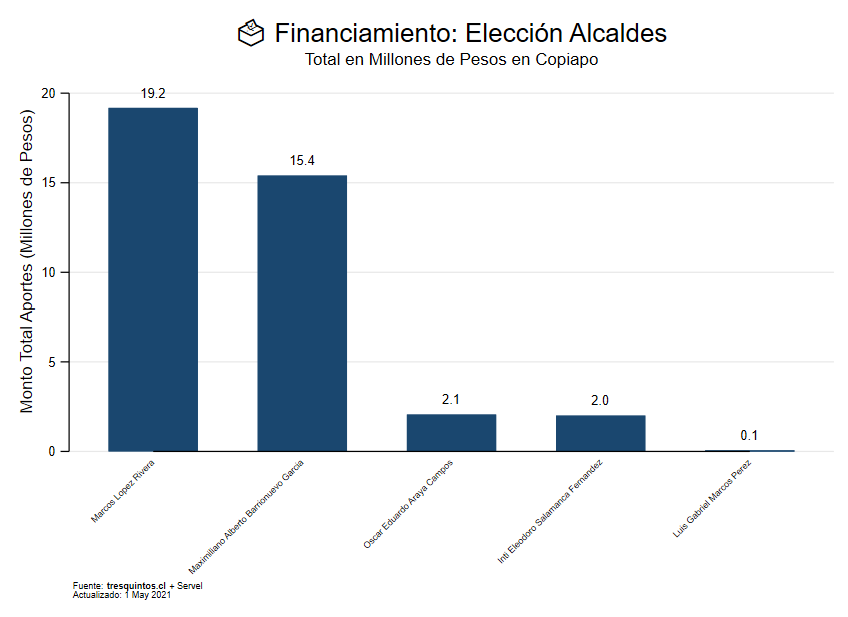 Financiamiento: Elección Alcaldes
Total en Millones de Pesos en Copiapo
Monto Total Aportes (Millones de Pesos)
20
15
10
5
0
19.2
15.4
2.1
2.0
0.1
Marcos Lopez Rivera
Maximiliano Alberto Barrionuevo Garcia
Oscar Eduardo Araya Campos
Inti Eleodoro Salamanca Fernandez
Luis Gabriel Marcos Perez
Fuente: tresquintos.cl + Servel
Actualizado: 1 May 2021